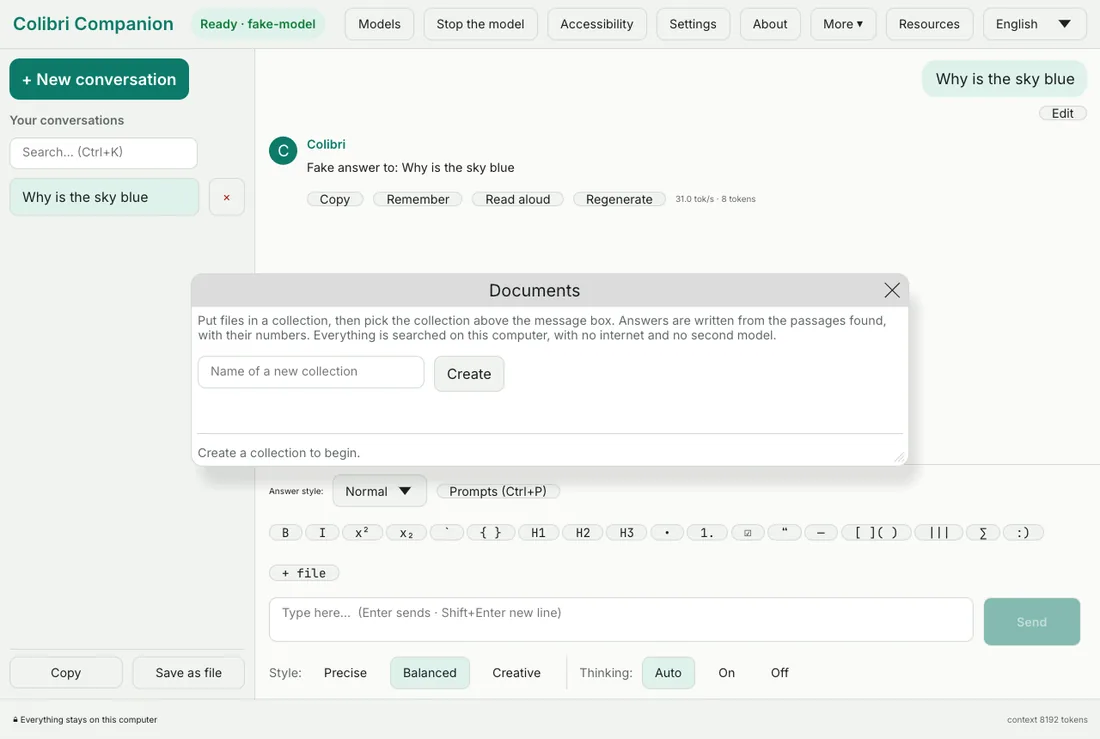 Colibri Companion
Ready · fake-model
Models
Stop the model
Accessibility
Settings
About
More ▾
Resources
English
+ New conversation
Your conversations
Search... (Ctrl+K)
Why is the sky blue
×
Why is the sky blue
Edit
C
Colibri
Fake answer to: Why is the sky blue
Copy
Remember
Read aloud
Regenerate
31.0 tok/s · 8 tokens
Documents
Put files in a collection, then pick the collection above the message box. Answers are written from the passages found,
with their numbers. Everything is searched on this computer, with no internet and no second model.
Name of a new collection
Create
Create a collection to begin.
Answer style:
Normal
Prompts (Ctrl+P)
B
I
x²
x₂
`
{ }
H1
H2
H3
•
1.
☑
“
—
[ ]( )
|||
∑
:)
+ file
Type here... (Enter sends · Shift+Enter new line)
Send
Style:
Precise
Balanced
Creative
Thinking:
Auto
On
Off
Copy
Save as file
Everything stays on this computer
context 8192 tokens